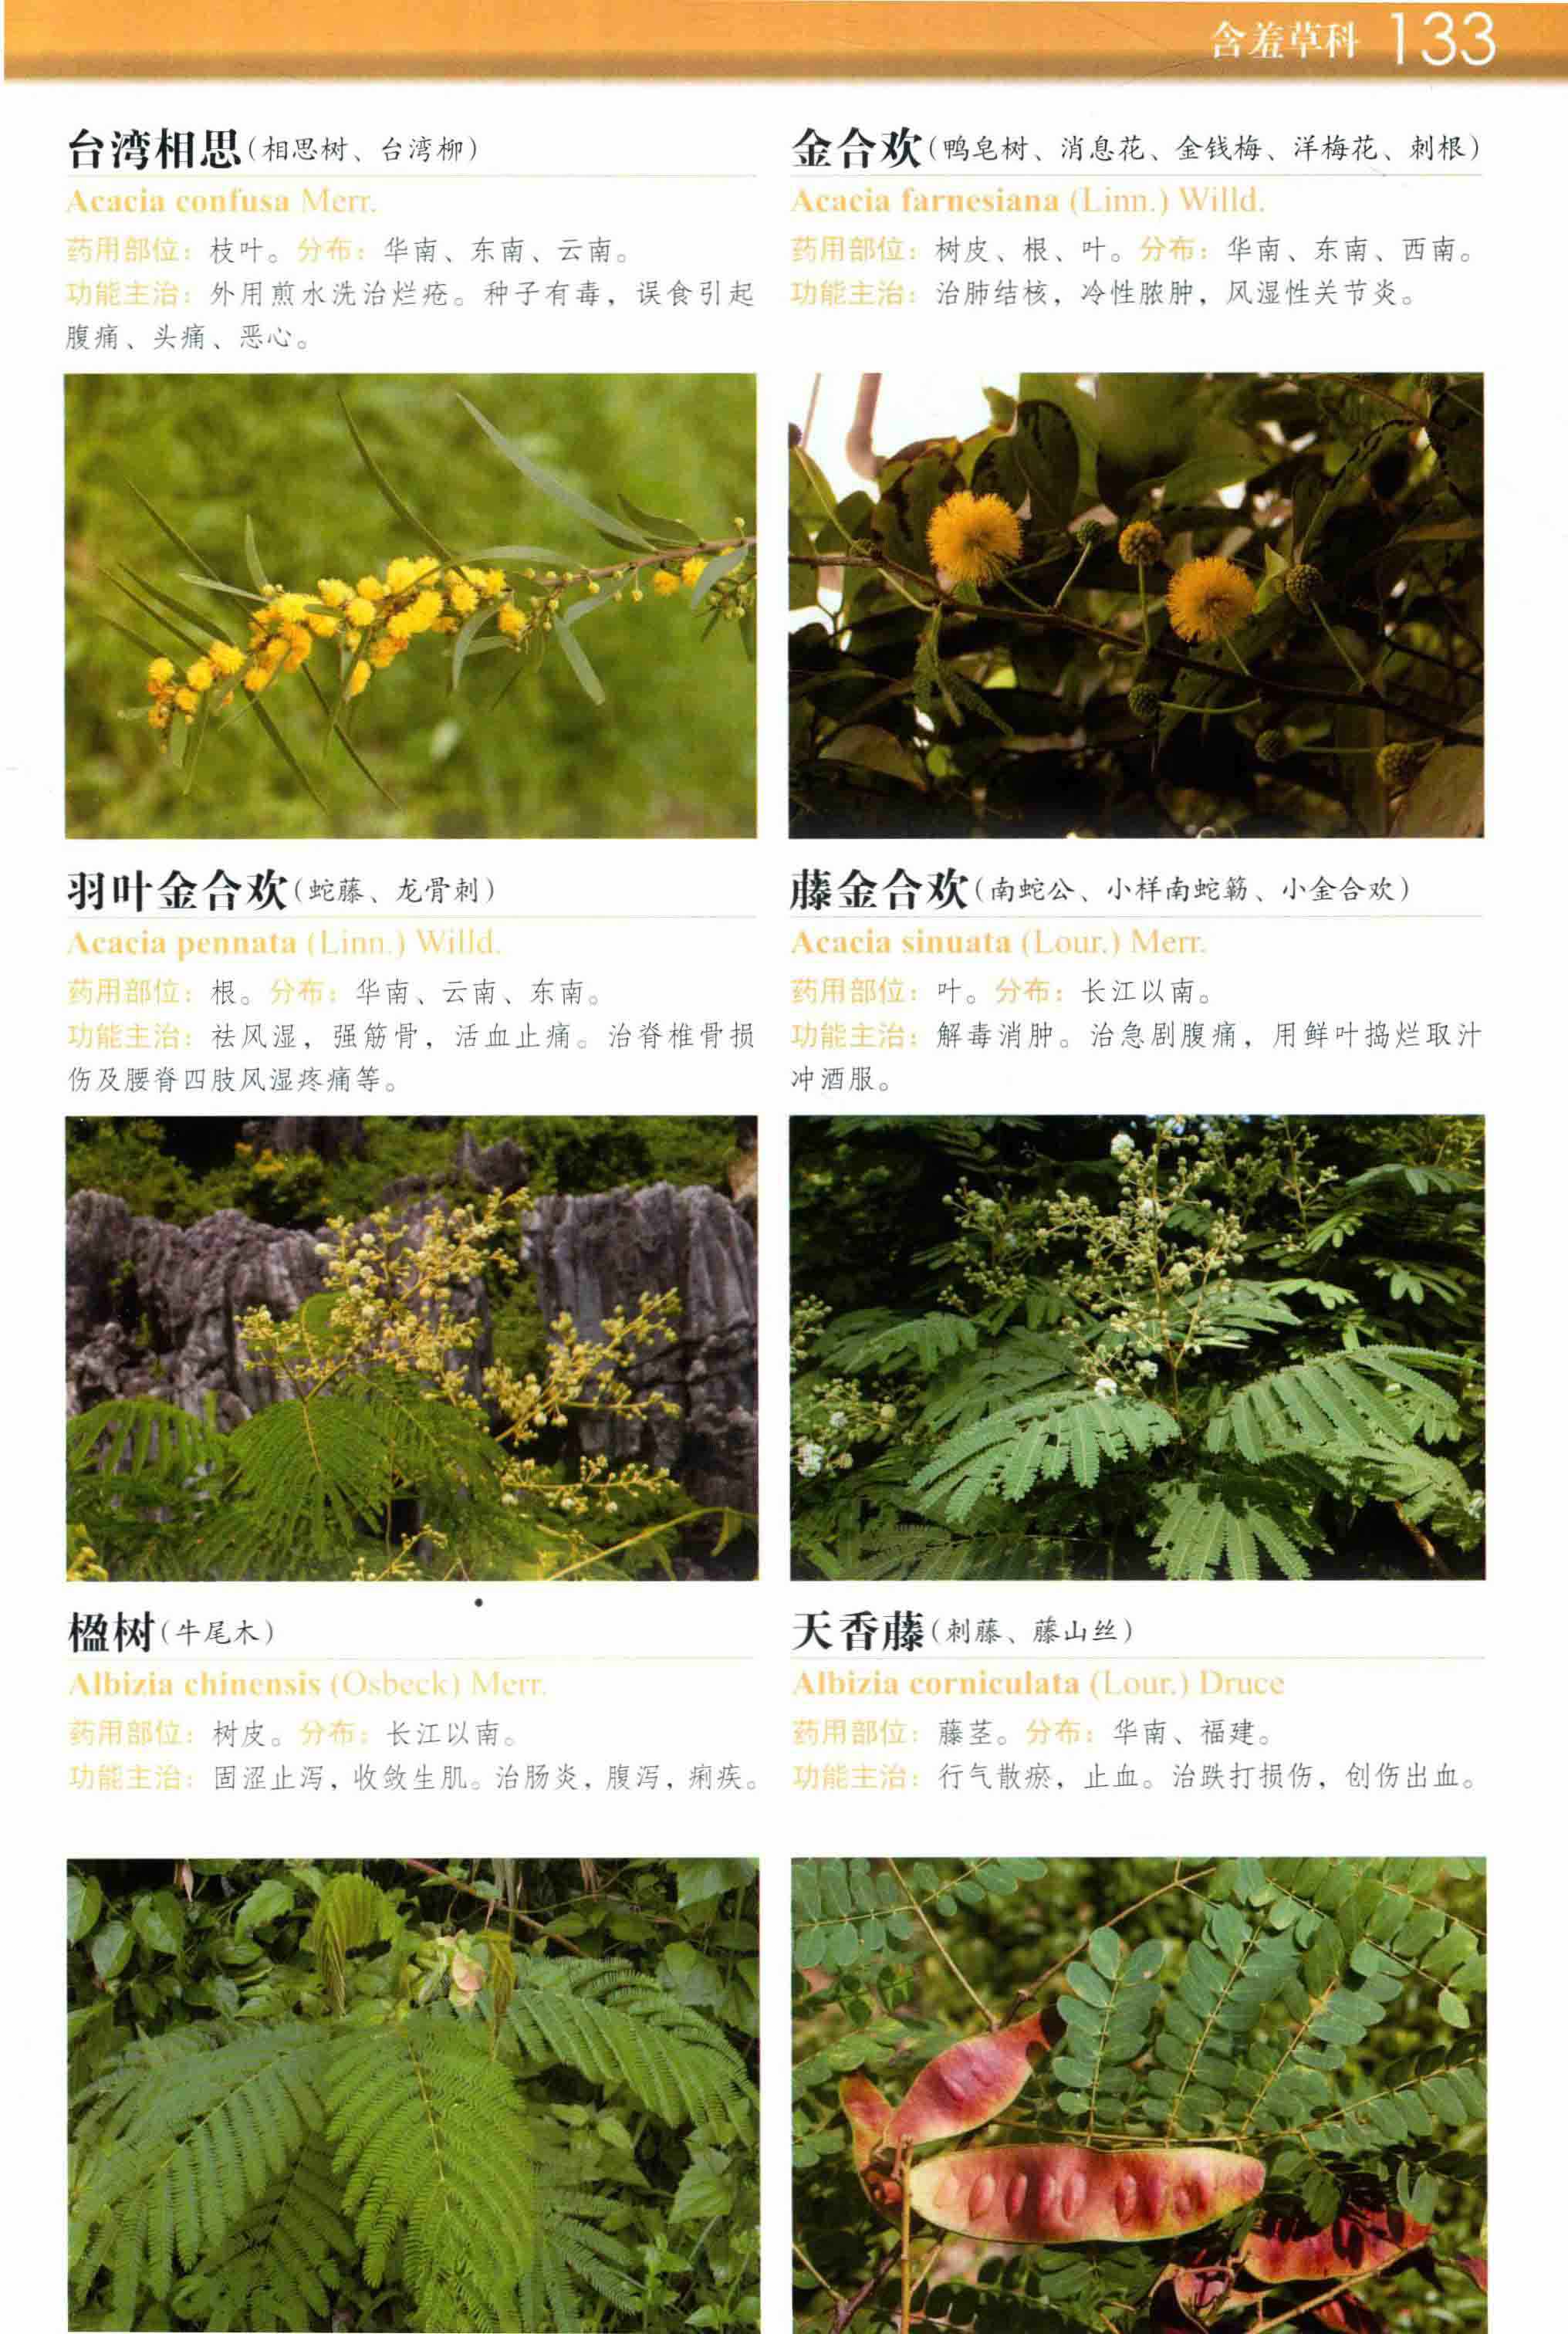 含羞草科 133
台湾相思(相思树、台湾柳)
Acacia confusa Merr.
药用部位：枝叶。分布：华南、东南、云南。
功能主治：外用煎水洗治烂疮。种子有毒，误食引起
腹痛、头痛、恶心。
金合欢(鸭皂树、消息花、金钱梅、洋梅花、刺根)
Acacia farnesiana (Linn.) Willd.
药用部位：树皮、根、叶。分布：华南、东南、西南。
功能主治：治肺结核，冷性脓肿，风湿性关节炎。
羽叶金合欢(蛇藤、龙骨刺)
Acacia pennata (Linn.) Willd.
药用部位：根。分布：华南、云南、东南。
功能主治：祛风湿，强筋骨，活血止痛。治脊椎骨损
伤及腰脊四肢风湿疼痛等。
藤金合欢(南蛇公、小样南蛇簕、小金合欢)
Acacia sinuata (Lour.) Merr.
药用部位：叶。分布：长江以南。
功能主治：解毒消肿。治急剧腹痛，用鲜叶捣烂取汁
冲酒服。
楹树(牛尾木)
Albizia chinensis (Osbeck) Merr.
药用部位：树皮。分布：长江以南。
功能主治：固涩止泻，收敛生肌。治肠炎，腹泻，痢疾。
天香藤(刺藤、藤山丝)
Albizia corniculata (Lour.) Druce
药用部位：藤茎。分布：华南、福建。
功能主治：行气散瘀，止血。治跌打损伤，创伤出血。